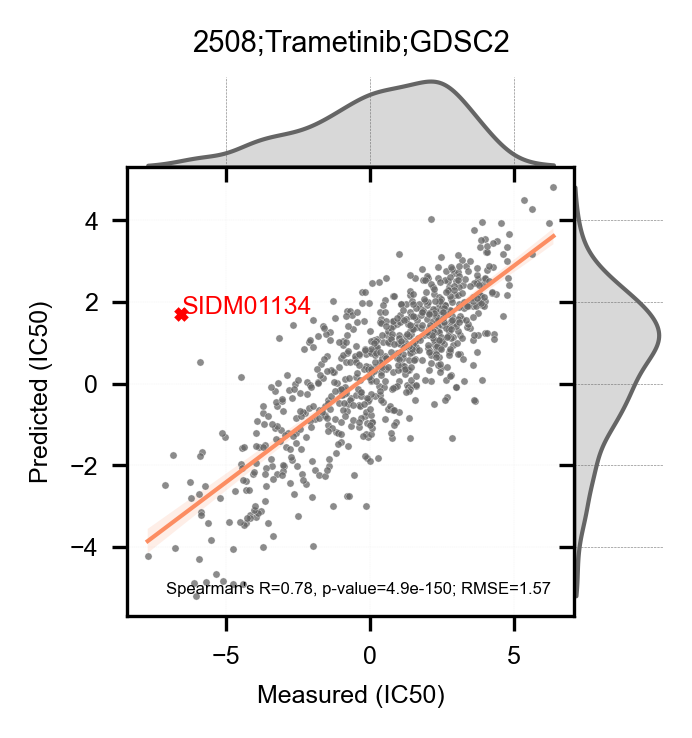 2508;Trametinib;GDSC2
4
2
0
−2
−4
SIDM01134
Spearman's R=0.78, p-value=4.9e-150; RMSE=1.57
−5
0
5
Measured (IC50)
Predicted (IC50)